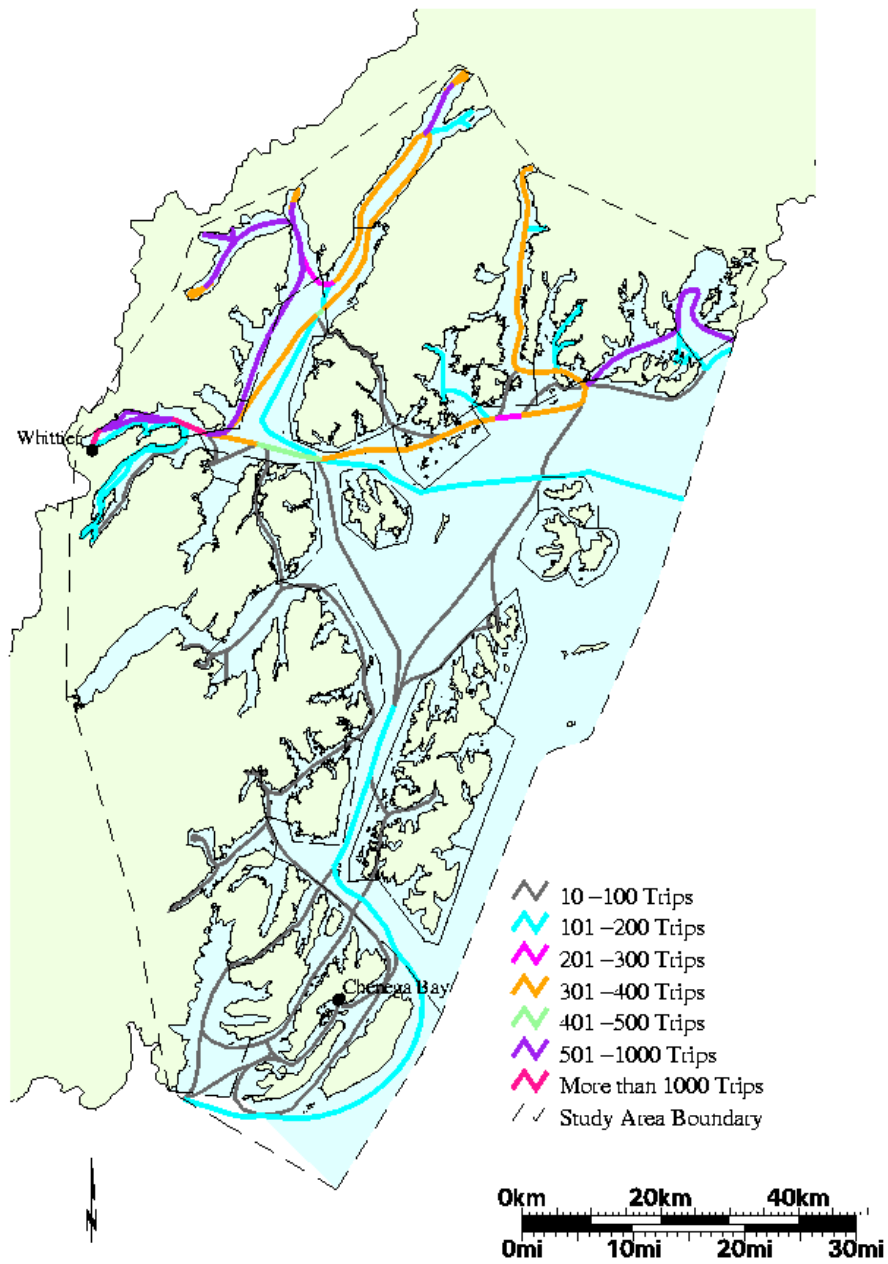 Whittier
10 –100 Trips
101 –200 Trips
201 –300 Trips
301 –400 Trips
401 –500 Trips
501 –1000 Trips
More than 1000 Trips
Study Area Boundary
Chenega Bay
N
0km 20km 40km
0mi 10mi 20mi 30mi